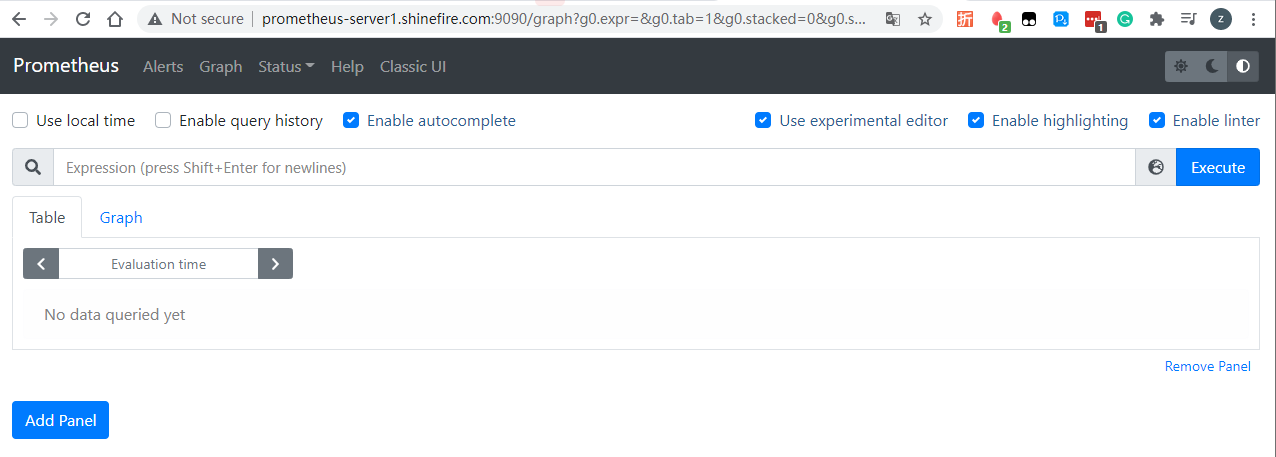 Not secure prometheus-server1.shinefire.com:9090/graph?g0.expr=&g0.tab=1&g0.stacked=0&g0.s... 折 2 1 z
Prometheus Alerts Graph Status Help Classic UI
Use local time Enable query history Enable autocomplete Use experimental editor Enable highlighting Enable linter
Expression (press Shift+Enter for newlines) Execute
Table Graph
Evaluation time
No data queried yet
Remove Panel
Add Panel